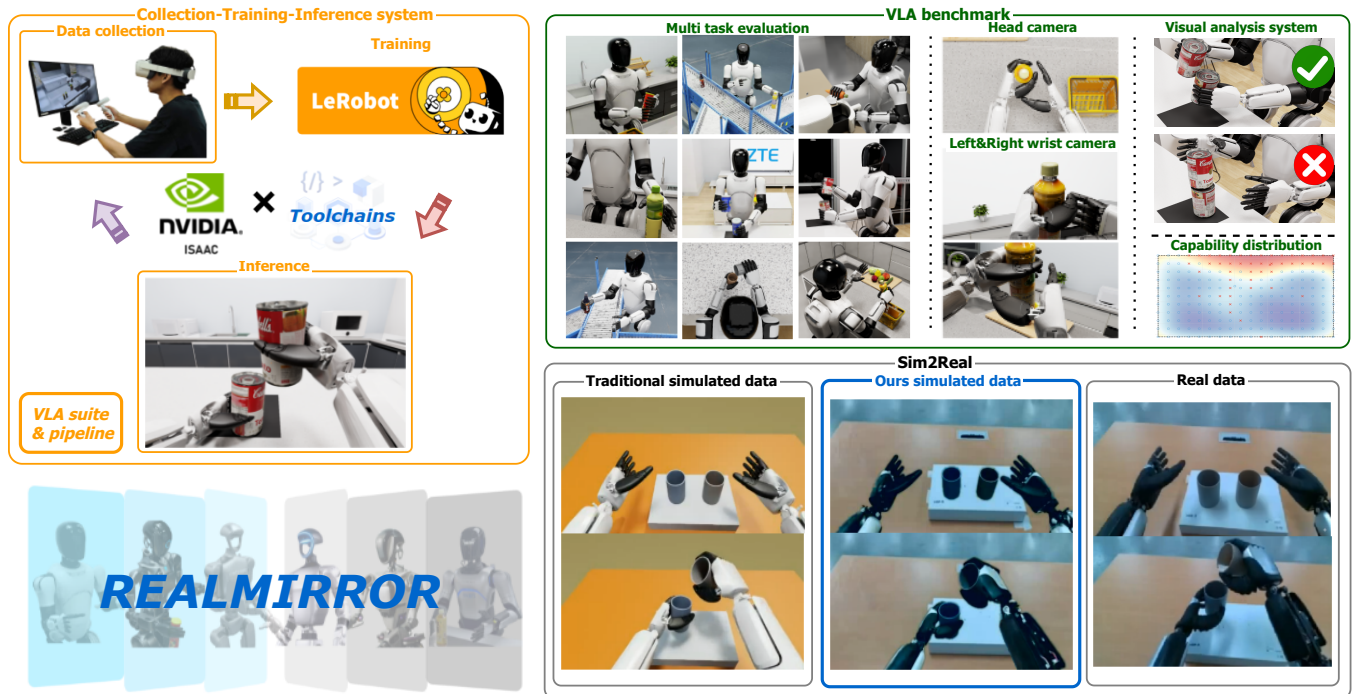 Collection-Training-Inference system
Data collection
Training
LeRobot
NVIDIA.
ISAAC
×
{/} >
Toolchains
Inference
VLA suite
& pipeline
REALMIRROR
VLA benchmark
Multi task evaluation
ZTE
Head camera
Left&Right wrist camera
Visual analysis system
Capability distribution
Sim2Real
Traditional simulated data
Ours simulated data
Real data